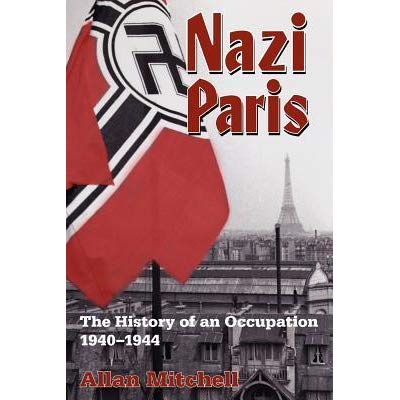 Nazi
Paris
The History of an Occupation
1940–1944
Allan Mitchell